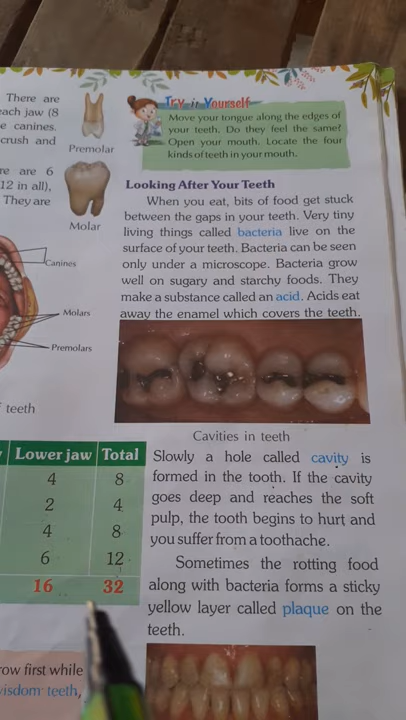 There are
each jaw (8
e canines.
crush and
Premolar
re are 6
12 in all),
They are
Molar
Canines
Molars
Premolars
teeth
Lower jaw Total
4 8
2 4
4 8
6 12
16 32
row first while
wisdom teeth,
Try it Yourself
Move your tongue along the edges of
your teeth. Do they feel the same?
Open your mouth. Locate the four
kinds of teeth in your mouth.
Looking After Your Teeth
When you eat, bits of food get stuck
between the gaps in your teeth. Very tiny
living things called bacteria live on the
surface of your teeth. Bacteria can be seen
only under a microscope. Bacteria grow
well on sugary and starchy foods. They
make a substance called an acid. Acids eat
away the enamel which covers the teeth.
Cavities in teeth
Slowly a hole called cavity is
formed in the tooth. If the cavity
goes deep and reaches the soft
pulp, the tooth begins to hurt and
you suffer from a toothache.
Sometimes the rotting food
along with bacteria forms a sticky
yellow layer called plaque on the
teeth.